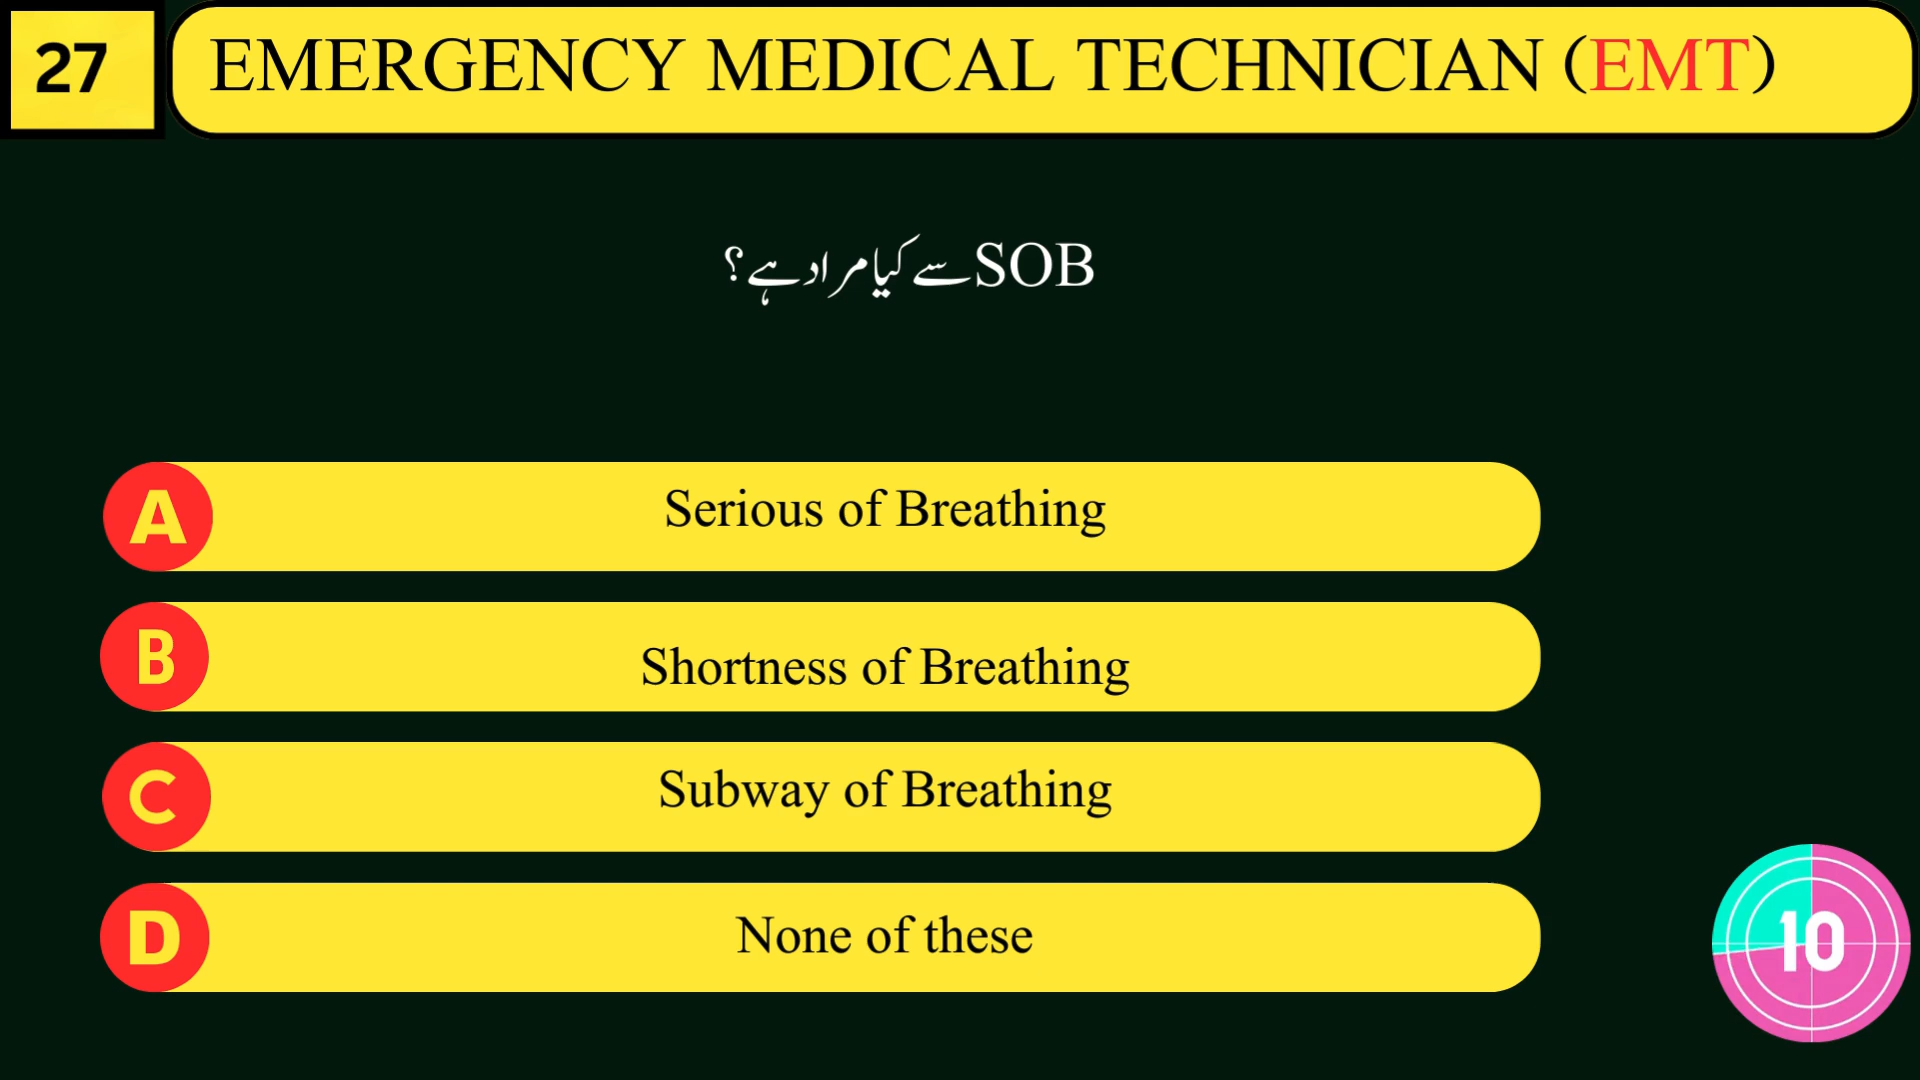 27
EMERGENCY MEDICAL TECHNICIAN (EMT)
SOB سے کیا مراد ہے؟
A
Serious of Breathing
B
Shortness of Breathing
C
Subway of Breathing
D
None of these
10